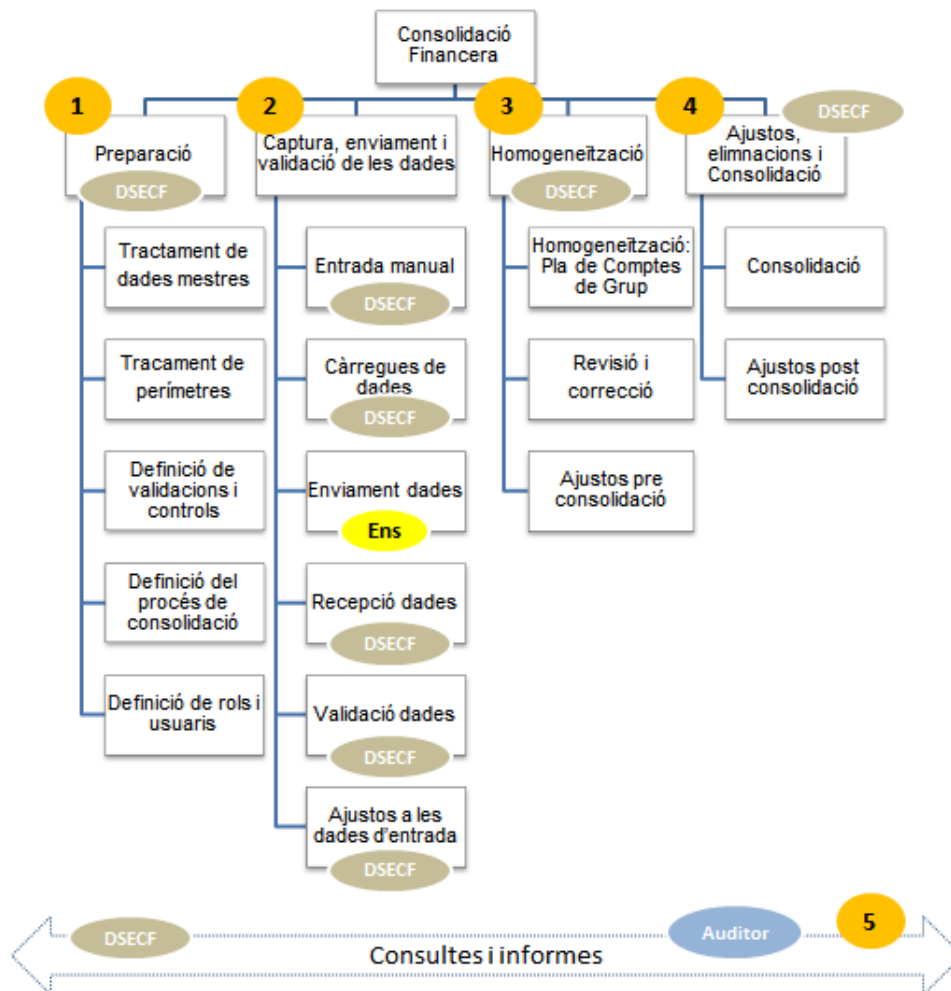 Consolidació
Financera
1
Preparació
DSECF
Tractament de
dades mestres
Tracament de
perímetres
Definició de
validacions i
controls
Definició del
procés de
consolidació
Definició de rols i
usuaris
2
Captura, enviament i
validació de les dades
Entrada manual
DSECF
Càrregues de
dades
DSECF
Enviament dades
Ens
Recepció dades
DSECF
Validació dades
DSECF
Ajustos a les
dades d'entrada
DSECF
3
Homogeneïtzació
DSECF
Homogeneïtzació:
Pla de Comptes
de Grup
Revisió i
correcció
Ajustos pre
consolidació
4
DSECF
Ajustos,
elimnacions i
Consolidació
Consolidació
Ajustos post
consolidació
DSECF
Auditor
5
Consultes i informes